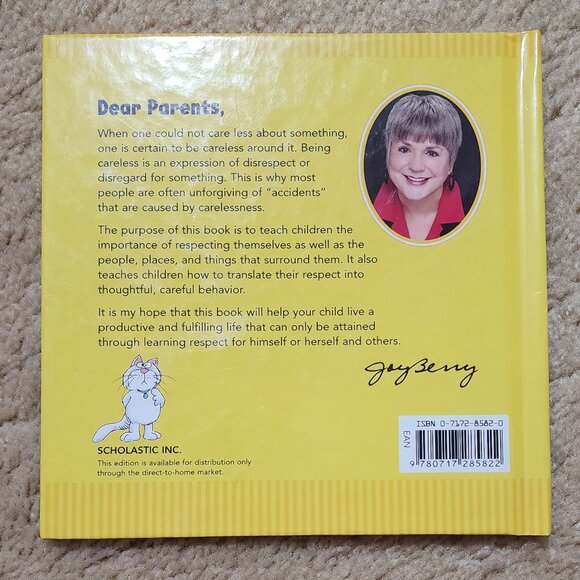 Dear Parents,
When one could not care less about something,
one is certain to be careless around it. Being
careless is an expression of disrespect or
disregard for something. This is why most
people are often unforgiving of "accidents"
that are caused by carelessness.
The purpose of this book is to teach children the
importance of respecting themselves as well as the
people, places, and things that surround them. It also
teaches children how to translate their respect into
thoughtful, careful behavior.
It is my hope that this book will help your child live a
productive and fulfilling life that can only be attained
through learning respect for himself or herself and others.
Joy Berry
SCHOLASTIC INC.
This edition is available for distribution only
through the direct-to-home market.
ISBN 0-7172-8582-0
EAN
9 780717 285822